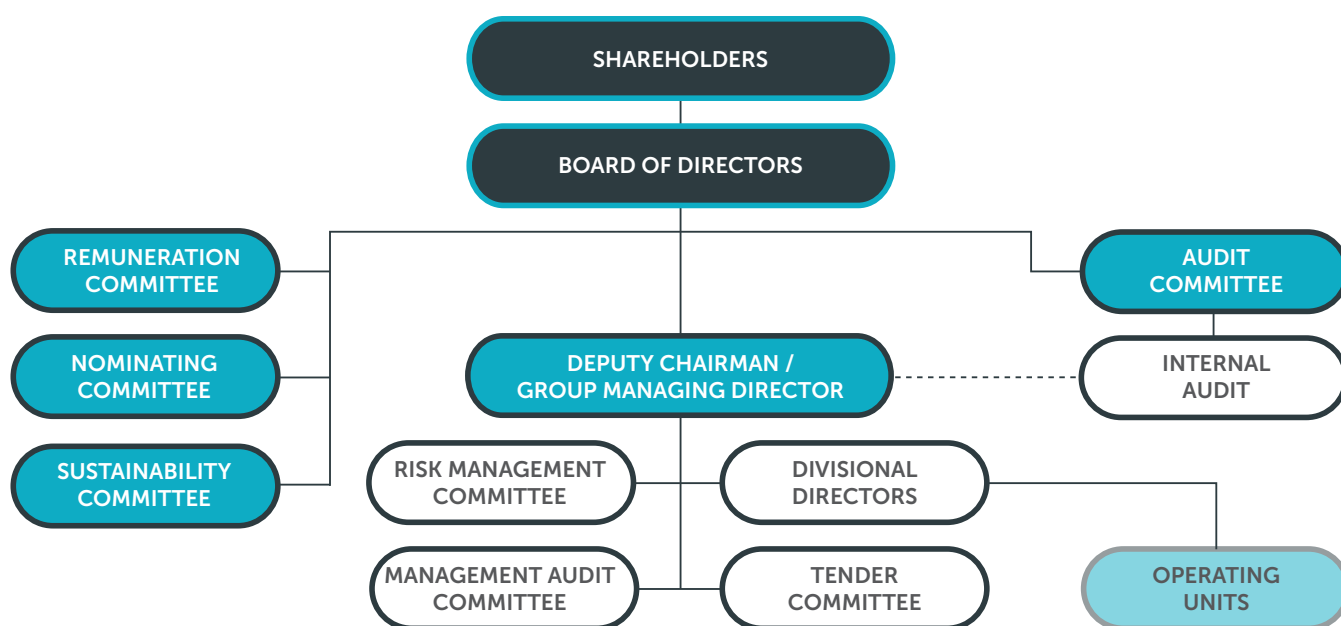 SHAREHOLDERS
BOARD OF DIRECTORS
REMUNERATION
COMMITTEE
AUDIT
COMMITTEE
NOMINATING
COMMITTEE
DEPUTY CHAIRMAN /
GROUP MANAGING DIRECTOR
INTERNAL
AUDIT
SUSTAINABILITY
COMMITTEE
RISK MANAGEMENT
COMMITTEE
DIVISIONAL
DIRECTORS
MANAGEMENT AUDIT
COMMITTEE
TENDER
COMMITTEE
OPERATING
UNITS